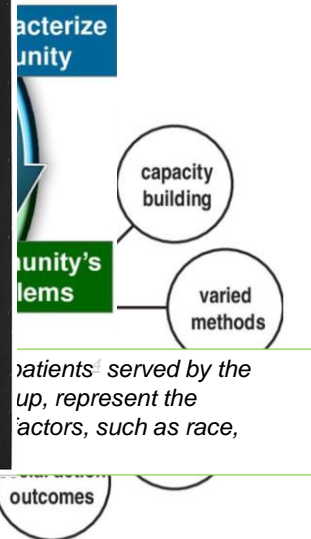 acterize
unity
capacity
building
unity's
lems
varied
methods
patients⁴ served by the
up, represent the
factors, such as race,
outcomes